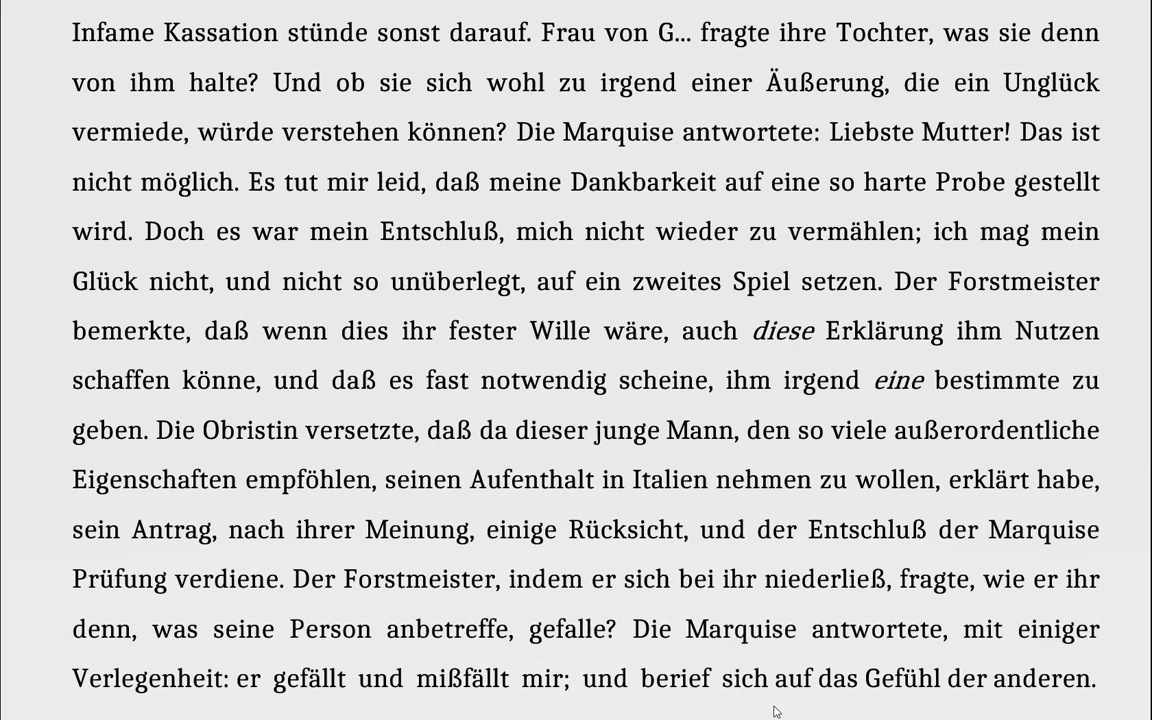 Infame Kassation stünde sonst darauf. Frau von G... fragte ihre Tochter, was sie denn
von ihm halte? Und ob sie sich wohl zu irgend einer Äußerung, die ein Unglück
vermiede, würde verstehen können? Die Marquise antwortete: Liebste Mutter! Das ist
nicht möglich. Es tut mir leid, daß meine Dankbarkeit auf eine so harte Probe gestellt
wird. Doch es war mein Entschluß, mich nicht wieder zu vermählen; ich mag mein
Glück nicht, und nicht so unüberlegt, auf ein zweites Spiel setzen. Der Forstmeister
bemerkte, daß wenn dies ihr fester Wille wäre, auch diese Erklärung ihm Nutzen
schaffen könne, und daß es fast notwendig scheine, ihm irgend eine bestimmte zu
geben. Die Obristin versetzte, daß da dieser junge Mann, den so viele außerordentliche
Eigenschaften empföhlen, seinen Aufenthalt in Italien nehmen zu wollen, erklärt habe,
sein Antrag, nach ihrer Meinung, einige Rücksicht, und der Entschluß der Marquise
Prüfung verdiene. Der Forstmeister, indem er sich bei ihr niederließ, fragte, wie er ihr
denn, was seine Person anbetreffe, gefalle? Die Marquise antwortete, mit einiger
Verlegenheit: er gefällt und mißfällt mir; und berief sich auf das Gefühl der anderen.